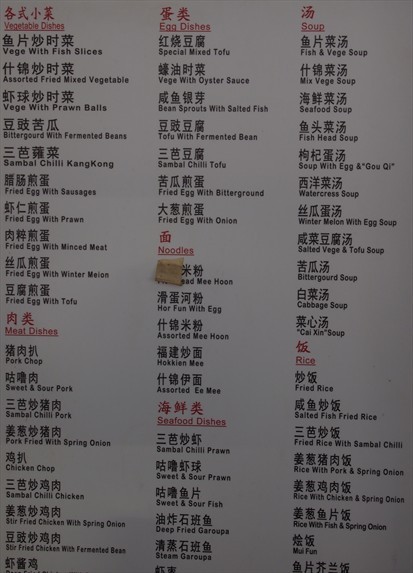 各式小菜
Vegetable Dishes
鱼片炒时菜
Vege With Fish Slices
什锦炒时菜
Assorted Fried Mixed Vegetable
虾球炒时菜
Vege With Prawn Balls
豆豉苦瓜
Bittergourd With Fermented Beans
三芭蕹菜
Sambal Chilli KangKong
腊肠煎蛋
Fried Egg With Sausages
虾仁煎蛋
Fried Egg With Prawn
肉粹煎蛋
Fried Egg With Minced Meat
丝瓜煎蛋
Fried Egg With Winter Melon
豆腐煎蛋
Fried Egg With Tofu
肉类
Meat Dishes
猪肉扒
Pork Chop
咕噜肉
Sweet & Sour Pork
三芭炒猪肉
Sambal Chilli Pork
姜葱炒猪肉
Pork Fried With Spring Onion
鸡扒
Chicken Chop
三芭炒鸡肉
Sambal Chilli Chicken
姜葱炒鸡肉
Stir Fried Chicken With Spring Onion
豆豉炒鸡肉
Stir Fried Chicken With Fermented Bean
虾酱鸡
蛋类
Egg Dishes
红烧豆腐
Special Mixed Tofu
蠔油时菜
Vege With Oyster Sauce
咸鱼银芽
Bean Sprouts With Salted Fish
豆豉豆腐
Tofu With Fermented Bean
三芭豆腐
Sambal Chilli Tofu
苦瓜煎蛋
Fried Egg With Bitterground
大葱煎蛋
Fried Egg With Onion
面
Noodles
米粉
ead Mee Hoon
滑蛋河粉
Hor Fun With Egg
什锦米粉
Assorted Mee Hoon
福建炒面
Hokkien Mee
什锦伊面
Assorted Ee Mee
海鲜类
Seafood Dishes
三芭炒虾
Sambal Chilli Prawn
咕噜虾球
Sweet & Sour Prawn
咕噜鱼片
Sweet & Sour Fish
油炸石班鱼
Deep Fried Garoupa
清蒸石班鱼
Steam Garoupa
汤
Soup
鱼片菜汤
Fish & Vege Soup
什锦菜汤
Mix Vege Soup
海鲜菜汤
Seafood Soup
鱼头菜汤
Fish Head Soup
枸杞蛋汤
Soup With Egg &"Gou Qi"
西洋菜汤
Watercress Soup
丝瓜蛋汤
Winter Melon With Egg Soup
咸菜豆腐汤
Salted Vege & Tofu Soup
苦瓜汤
Bittergourd Soup
白菜汤
Cabbage Soup
菜心汤
"Cai Xin"Soup
饭
Rice
炒饭
Fried Rice
咸鱼炒饭
Salted Fish Fried Rice
三芭炒饭
Fried Rice With Sambal Chilli
姜葱猪肉饭
Rice With Pork & Spring Onion
姜葱鸡肉饭
Rice With Chicken & Spring Onion
姜葱鱼片饭
Rice With Fish & Spring Onion
烩饭
Mui Fun
鱼片芥兰饭